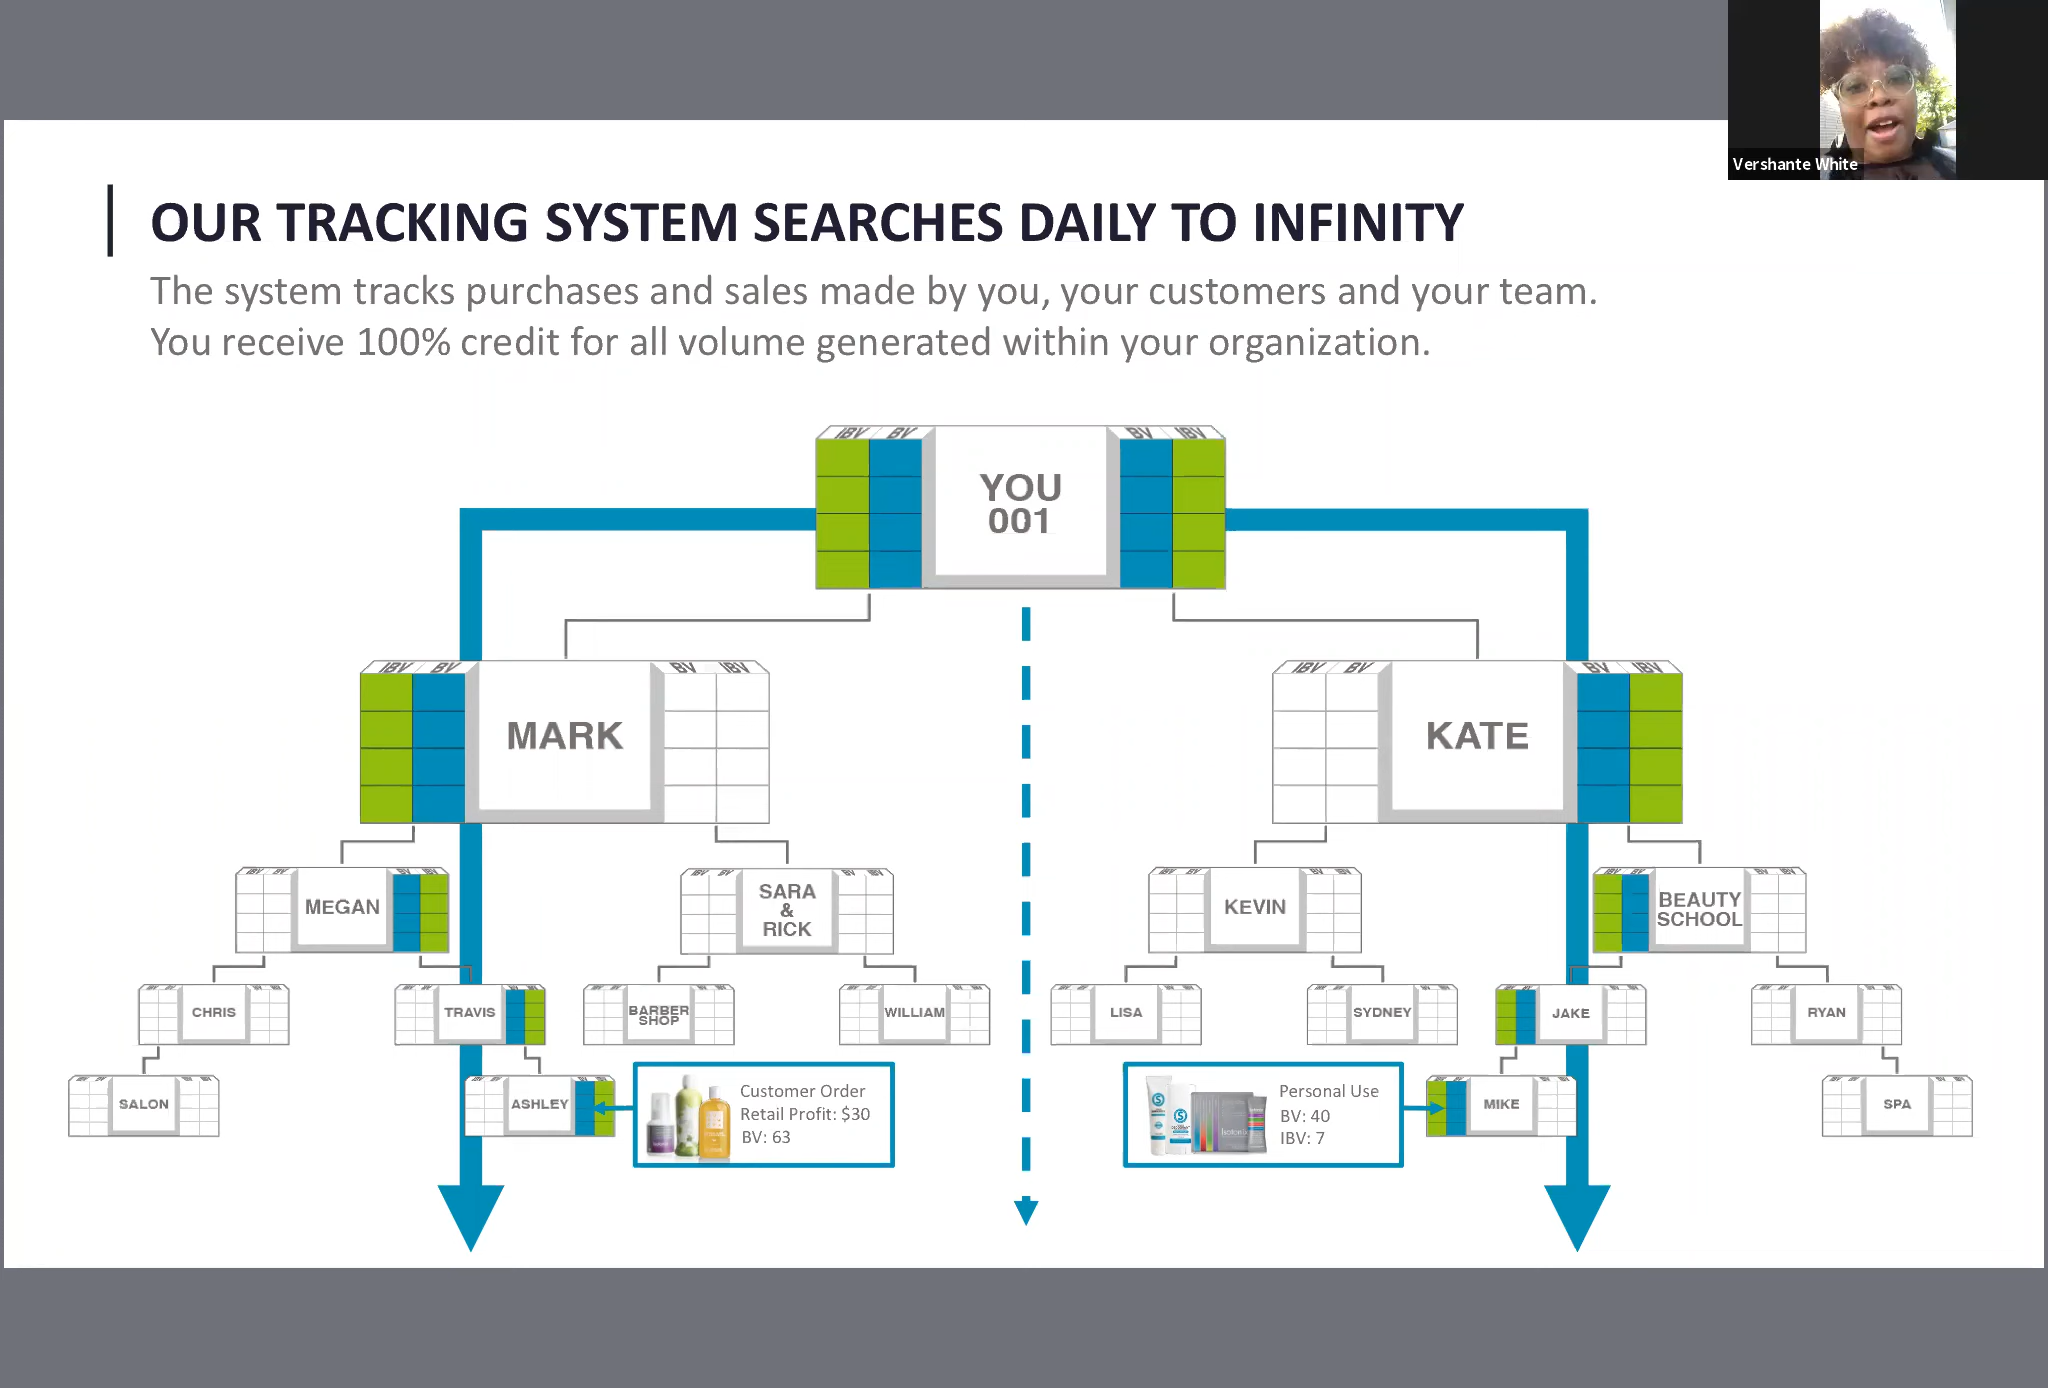 Vershante White
OUR TRACKING SYSTEM SEARCHES DAILY TO INFINITY
The system tracks purchases and sales made by you, your customers and your team.
You receive 100% credit for all volume generated within your organization.
IBV BV BV IBV
YOU
001
IBV BV BV IBV
MARK
IBV BV BV IBV
KATE
MEGAN
SARA
&
RICK
KEVIN
BEAUTY
SCHOOL
CHRIS
TRAVIS
BARBER
SHOP
WILLIAM
LISA
SYDNEY
JAKE
RYAN
SALON
ASHLEY
Customer Order
Retail Profit: $30
BV: 63
Personal Use
BV: 40
IBV: 7
MIKE
SPA